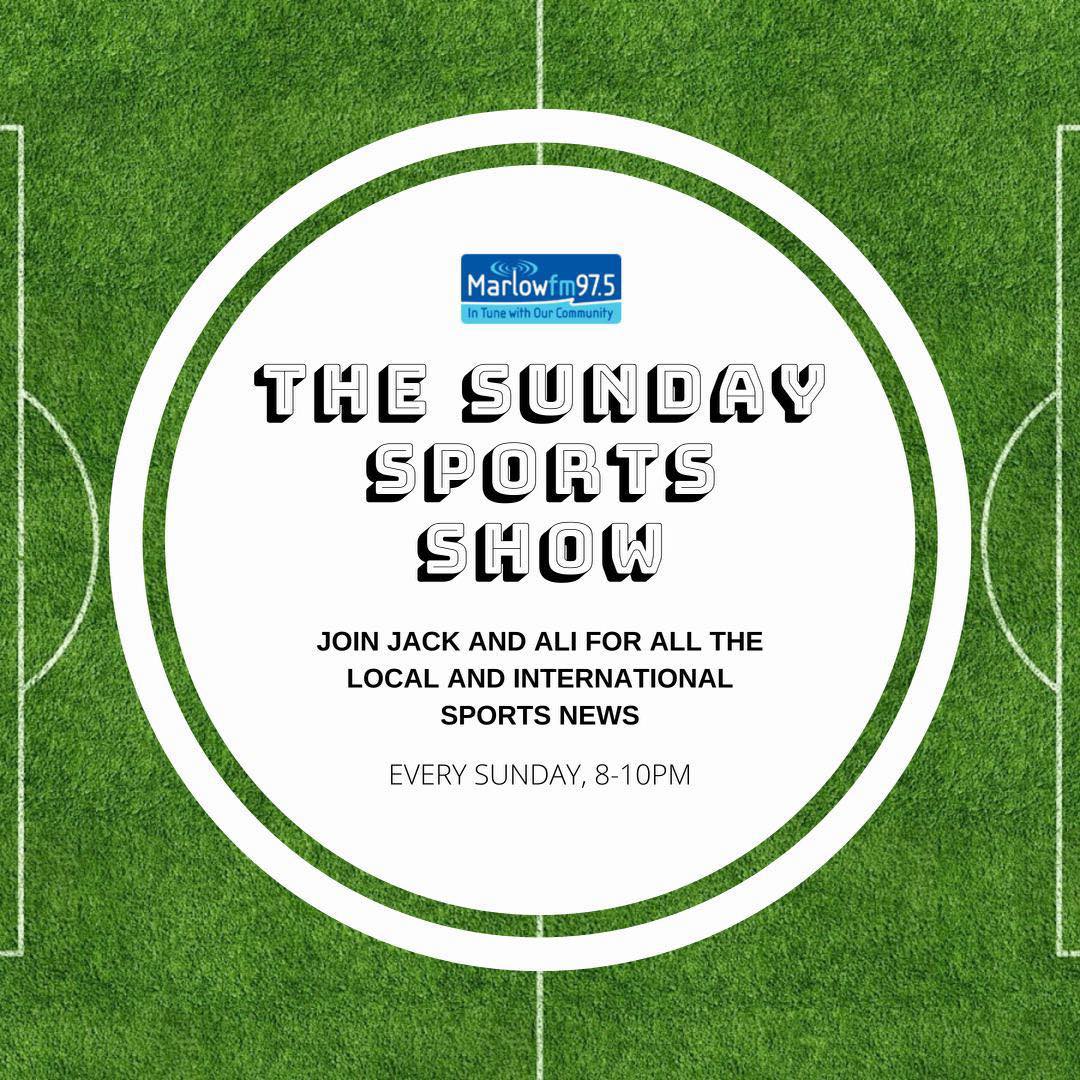 Marlowfm97.5
In Tune with Our Community
THE SUNDAY
SPORTS
SHOW
JOIN JACK AND ALI FOR ALL THE
LOCAL AND INTERNATIONAL
SPORTS NEWS
EVERY SUNDAY, 8-10PM